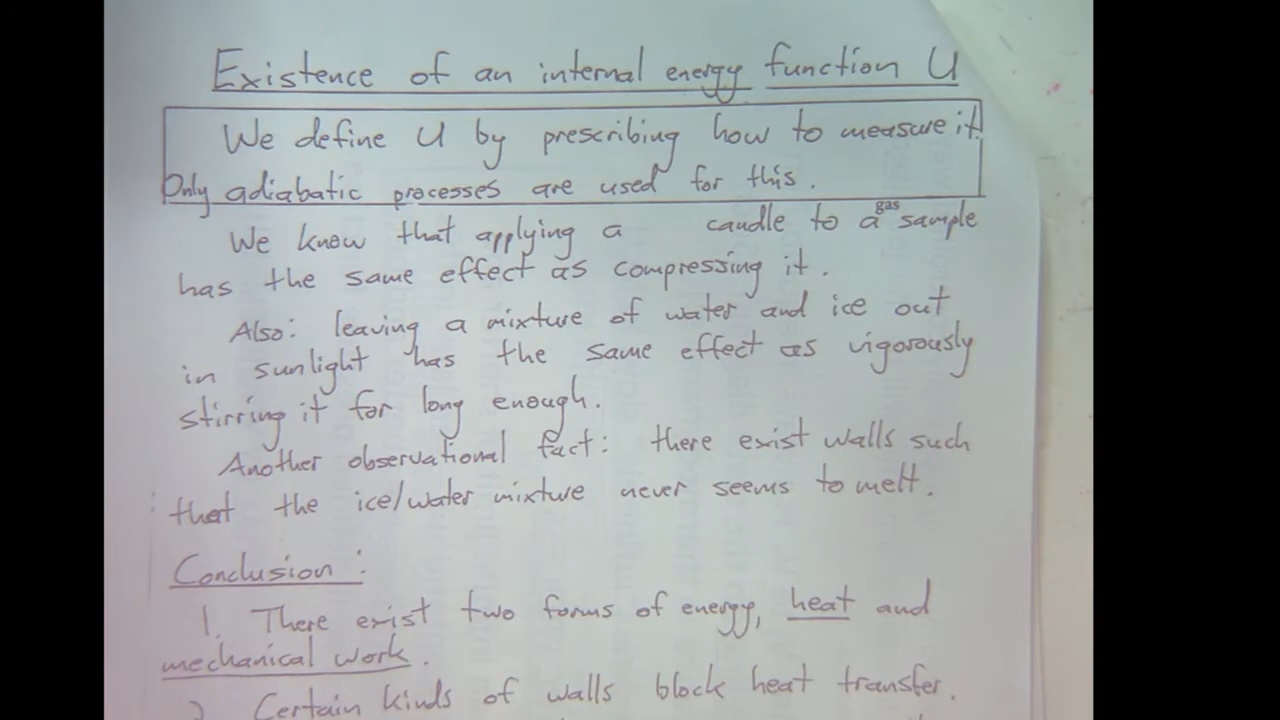 Existence of an internal energy function U
We define U by prescribing how to measure it!
Only adiabatic processes are used for this.
We know that applying a candle to a gas sample
has the same effect as compressing it.
Also: leaving a mixture of water and ice out
in sunlight has the same effect as vigorously
stirring it for long enough.
Another observational fact: there exist walls such
that the ice/water mixture never seems to melt.
Conclusion:
1. There exist two forms of energy, heat and
mechanical work.
2 Certain kinds of walls block heat transfer.